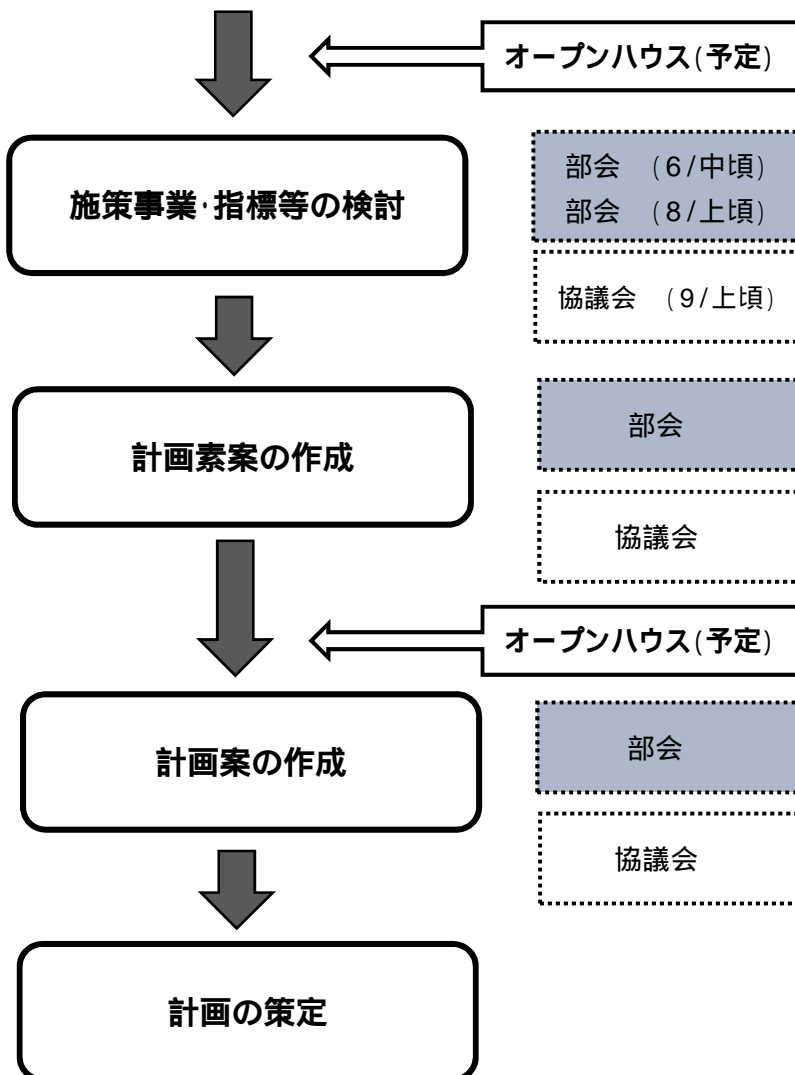 オープンハウス(予定)
施策事業・指標等の検討
部会 (6/中頃)
部会 (8/上頃)
協議会 (9/上頃)
計画素案の作成
部会
協議会
オープンハウス(予定)
計画案の作成
部会
協議会
計画の策定